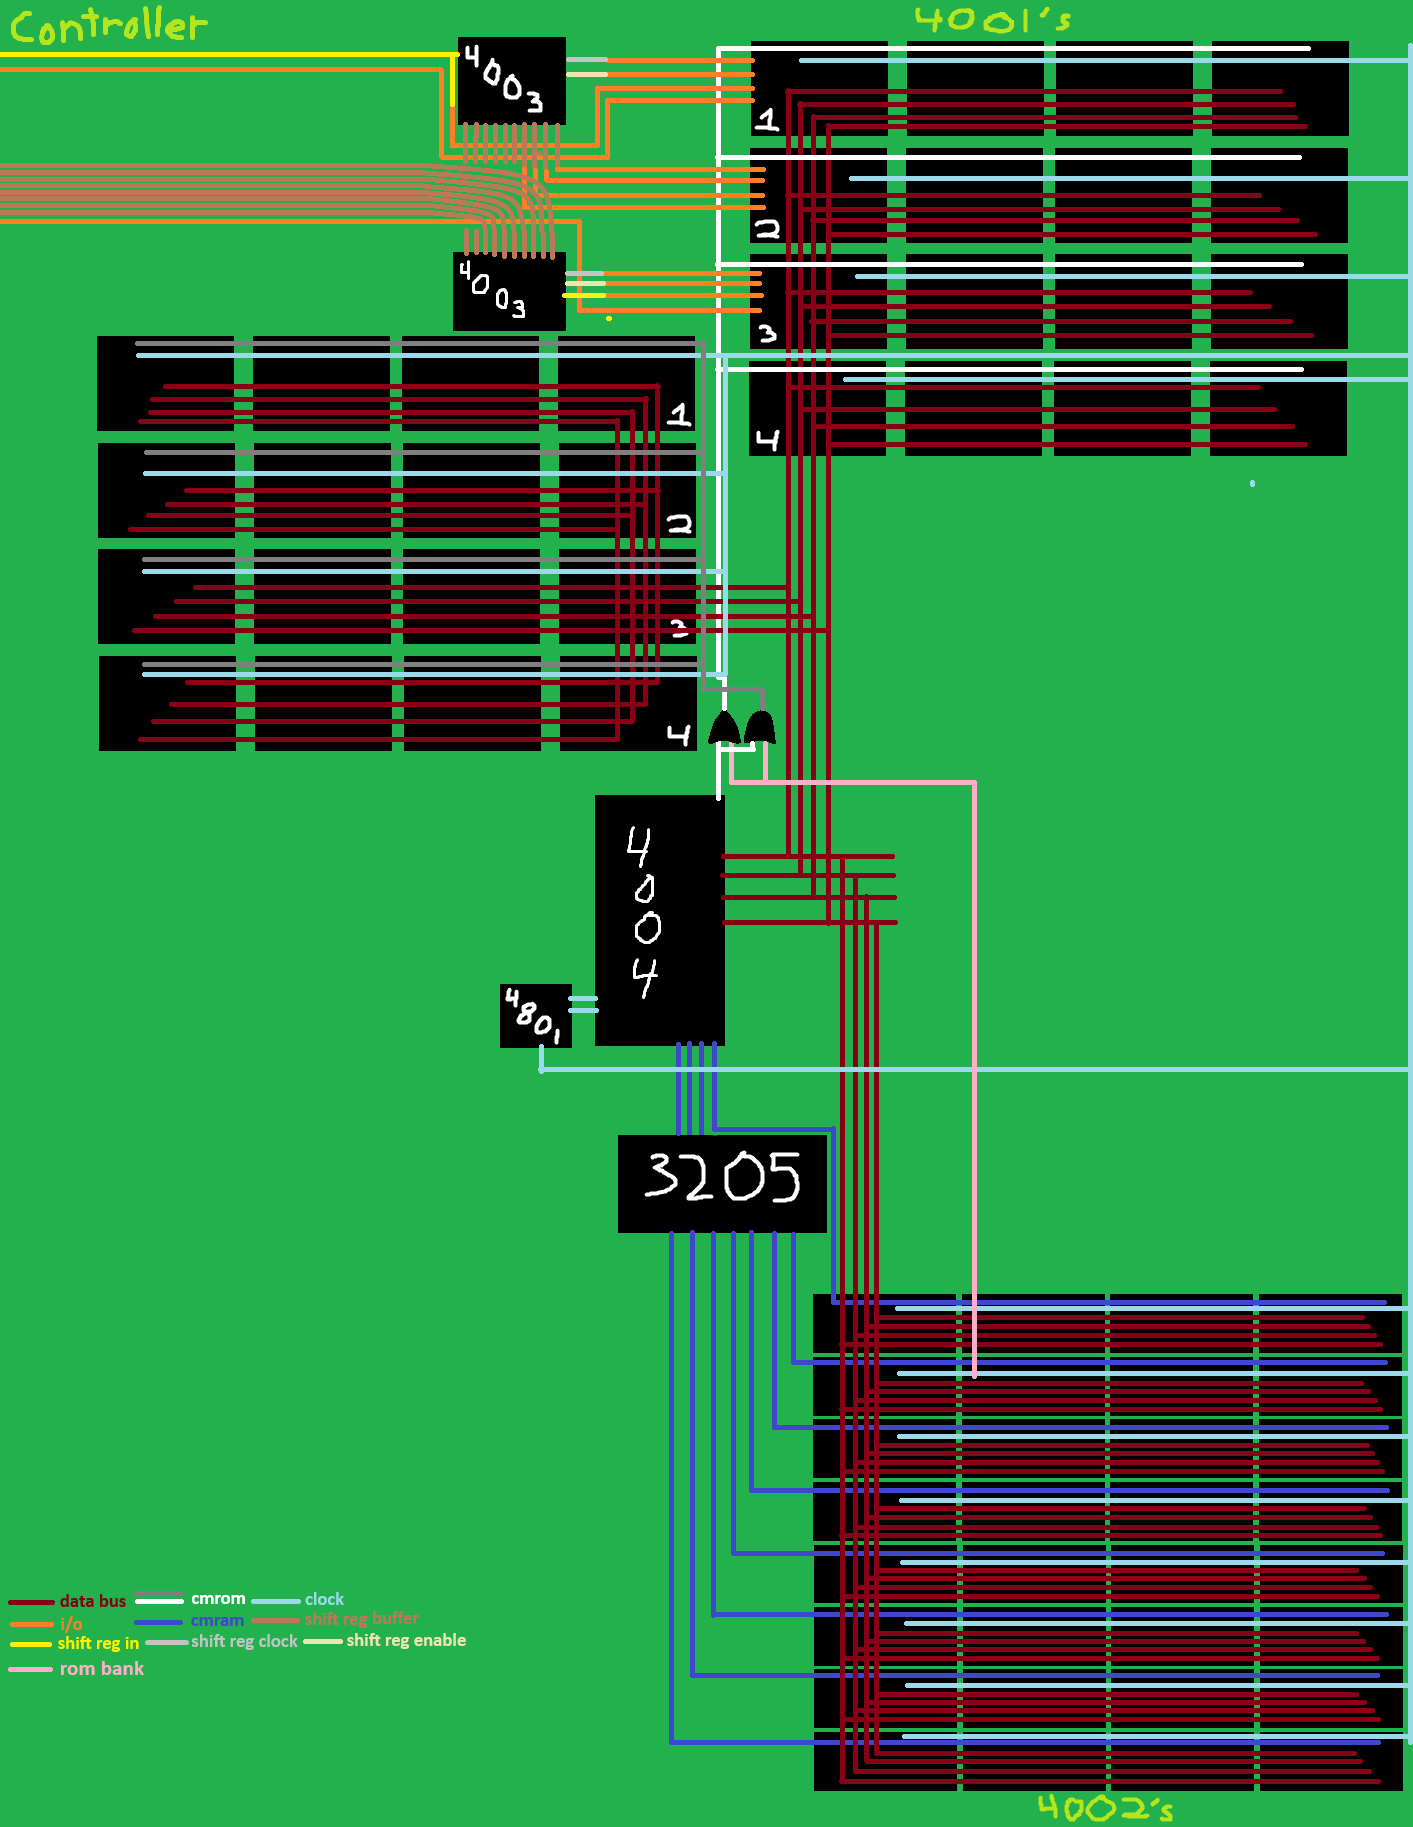 Controller
4001's
4003
1
2
4003
3
1
4
2
3
4
4004
4801
3205
data bus
cmrom
clock
i/o
cmram
shift reg buffer
shift reg in
shift reg clock
shift reg enable
rom bank
4002's